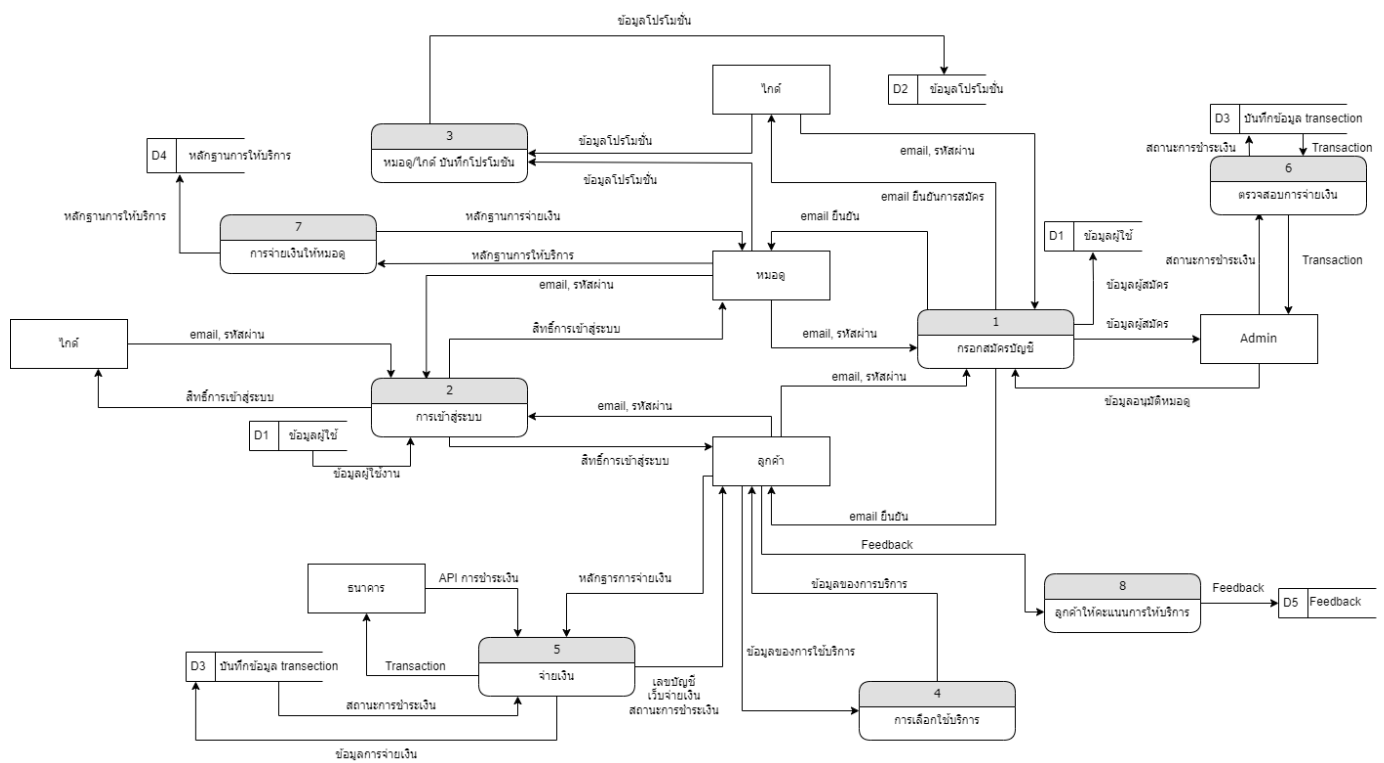 ข้อมูลโปรโมชั่น
ไกด์
D2 ข้อมูลโปรโมชั่น
D3 บันทึกข้อมูล transection
3
หมอดู/ไกด์ บันทึกโปรโมชัน
ข้อมูลโปรโมชั่น
email, รหัสผ่าน
สถานะการชำระเงิน
Transaction
D4 หลักฐานการให้บริการ
6
ตรวจสอบการจ่ายเงิน
ข้อมูลโปรโมชั่น
email ยืนยันการสมัคร
หลักฐานการให้บริการ
หลักฐานการจ่ายเงิน
email ยืนยัน
7
การจ่ายเงินให้หมอดู
D1 ข้อมูลผู้ใช้
หลักฐานการให้บริการ
สถานะการชำระเงิน
Transaction
หมอดู
email, รหัสผ่าน
ข้อมูลผู้สมัคร
สิทธิ์การเข้าสู่ระบบ
email, รหัสผ่าน
1
กรอกสมัครบัญชี
ข้อมูลผู้สมัคร
Admin
ไกด์
email, รหัสผ่าน
email, รหัสผ่าน
สิทธิ์การเข้าสู่ระบบ
2
การเข้าสู่ระบบ
email, รหัสผ่าน
ข้อมูลอนุมัติหมอดู
D1 ข้อมูลผู้ใช้
ข้อมูลผู้ใช้งาน
สิทธิ์การเข้าสู่ระบบ
ลูกค้า
email ยืนยัน
Feedback
ธนาคาร
API การชำระเงิน
หลักฐารการจ่ายเงิน
ข้อมูลของการบริการ
8
ลูกค้าให้คะแนนการให้บริการ
Feedback
D5 Feedback
D3 บันทึกข้อมูล transection
Transaction
5
จ่ายเงิน
ข้อมูลของการใช้บริการ
เลขบัญชี
เว็บจ่ายเงิน
สถานะการชำระเงิน
4
การเลือกใช้บริการ
สถานะการชำระเงิน
ข้อมูลการจ่ายเงิน